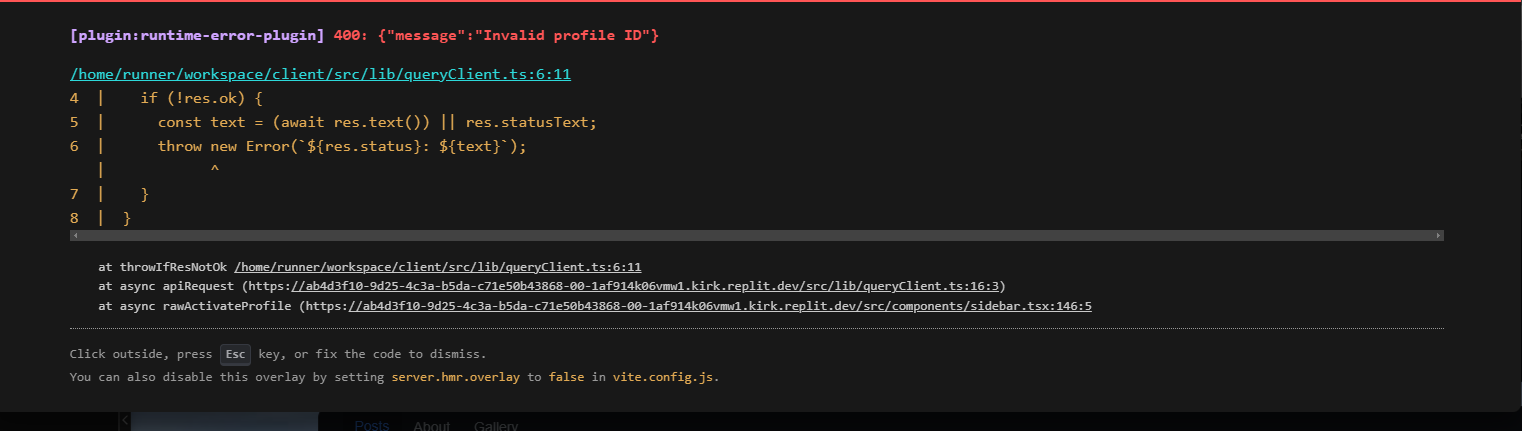 [plugin:runtime-error-plugin] 400: {"message":"Invalid profile ID"}
/home/runner/workspace/client/src/lib/queryClient.ts:6:11
4  |    if (!res.ok) {
5  |      const text = (await res.text()) || res.statusText;
6  |      throw new Error(`${res.status}: ${text}`);
   |            ^
7  |    }
8  |  }
at throwIfResNotOk /home/runner/workspace/client/src/lib/queryClient.ts:6:11
at async apiRequest (https://ab4d3f10-9d25-4c3a-b5da-c71e50b43868-00-1af914k06vmw1.kirk.replit.dev/src/lib/queryClient.ts:16:3)
at async rawActivateProfile (https://ab4d3f10-9d25-4c3a-b5da-c71e50b43868-00-1af914k06vmw1.kirk.replit.dev/src/components/sidebar.tsx:146:5
Click outside, press Esc key, or fix the code to dismiss.
You can also disable this overlay by setting server.hmr.overlay to false in vite.config.js.
Posts About Gallery